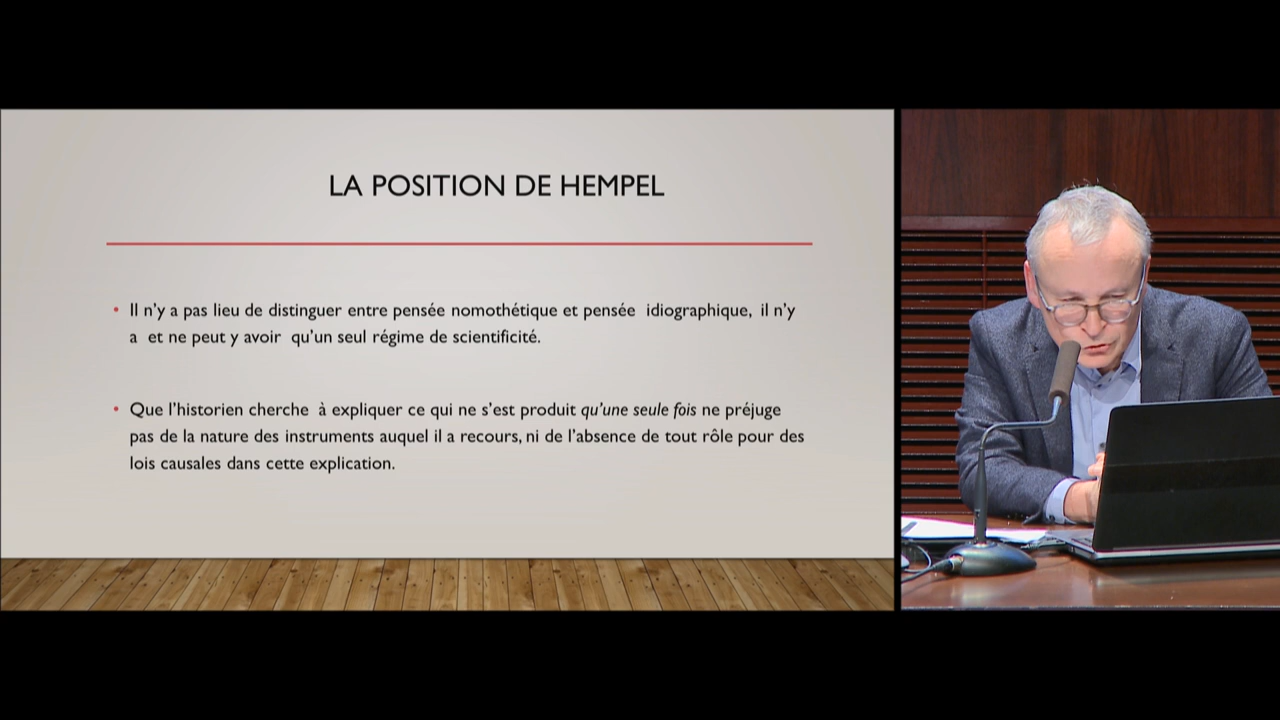 LA POSITION DE HEMPEL
• Il n'y a pas lieu de distinguer entre pensée nomothétique et pensée idiographique, il n'y
a et ne peut y avoir qu'un seul régime de scientificité.
• Que l'historien cherche à expliquer ce qui ne s'est produit qu'une seule fois ne préjuge
pas de la nature des instruments auquel il a recours, ni de l'absence de tout rôle pour des
lois causales dans cette explication.